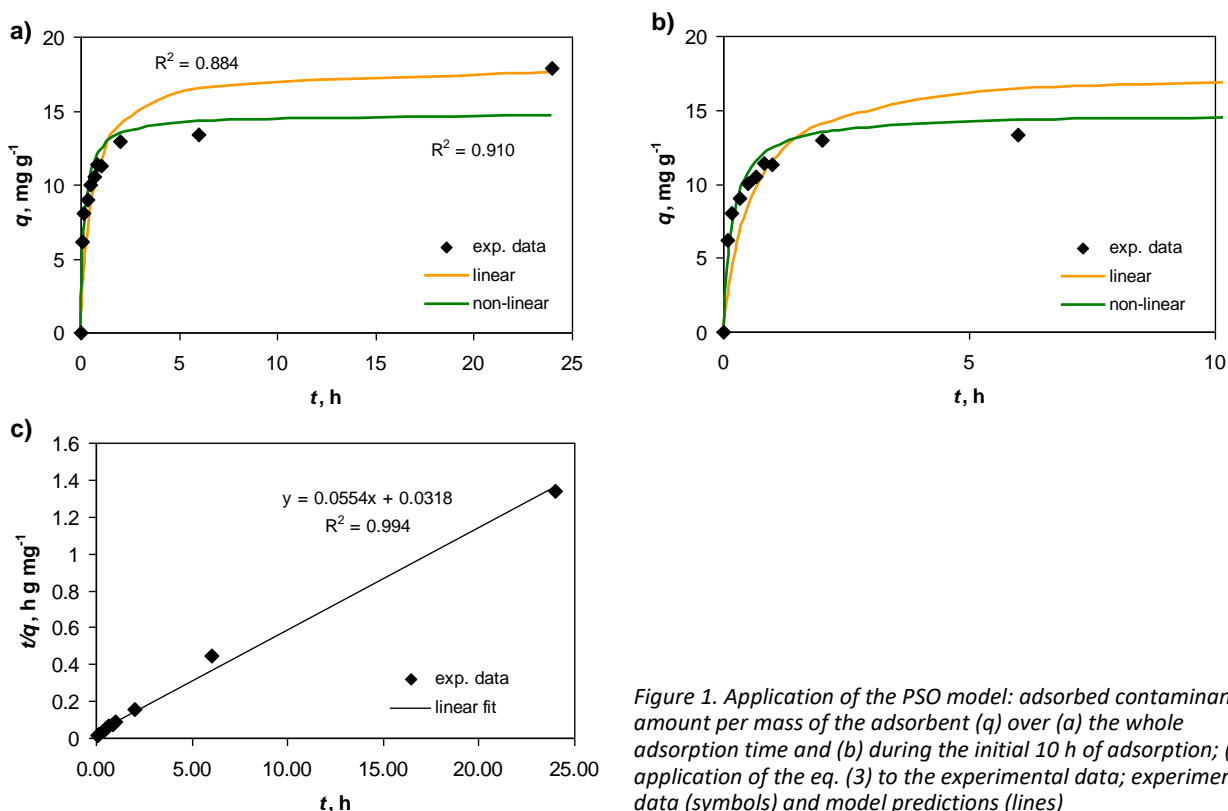 a)
20
15
10
5
0
q, mg g⁻¹
R² = 0.884
R² = 0.910
exp. data
linear
non-linear
0 5 10 15 20 25
t, h
b)
20
15
10
5
0
q, mg g⁻¹
exp. data
linear
non-linear
0 5 10
t, h
c)
1.6
1.4
1.2
1
0.8
0.6
0.4
0.2
0
t/q, h g mg⁻¹
y = 0.0554x + 0.0318
R² = 0.994
exp. data
linear fit
0.00 5.00 10.00 15.00 20.00 25.00
t, h
Figure 1. Application of the PSO model: adsorbed contaminan
amount per mass of the adsorbent (q) over (a) the whole
adsorption time and (b) during the initial 10 h of adsorption; (
application of the eq. (3) to the experimental data; experimen
data (symbols) and model predictions (lines)